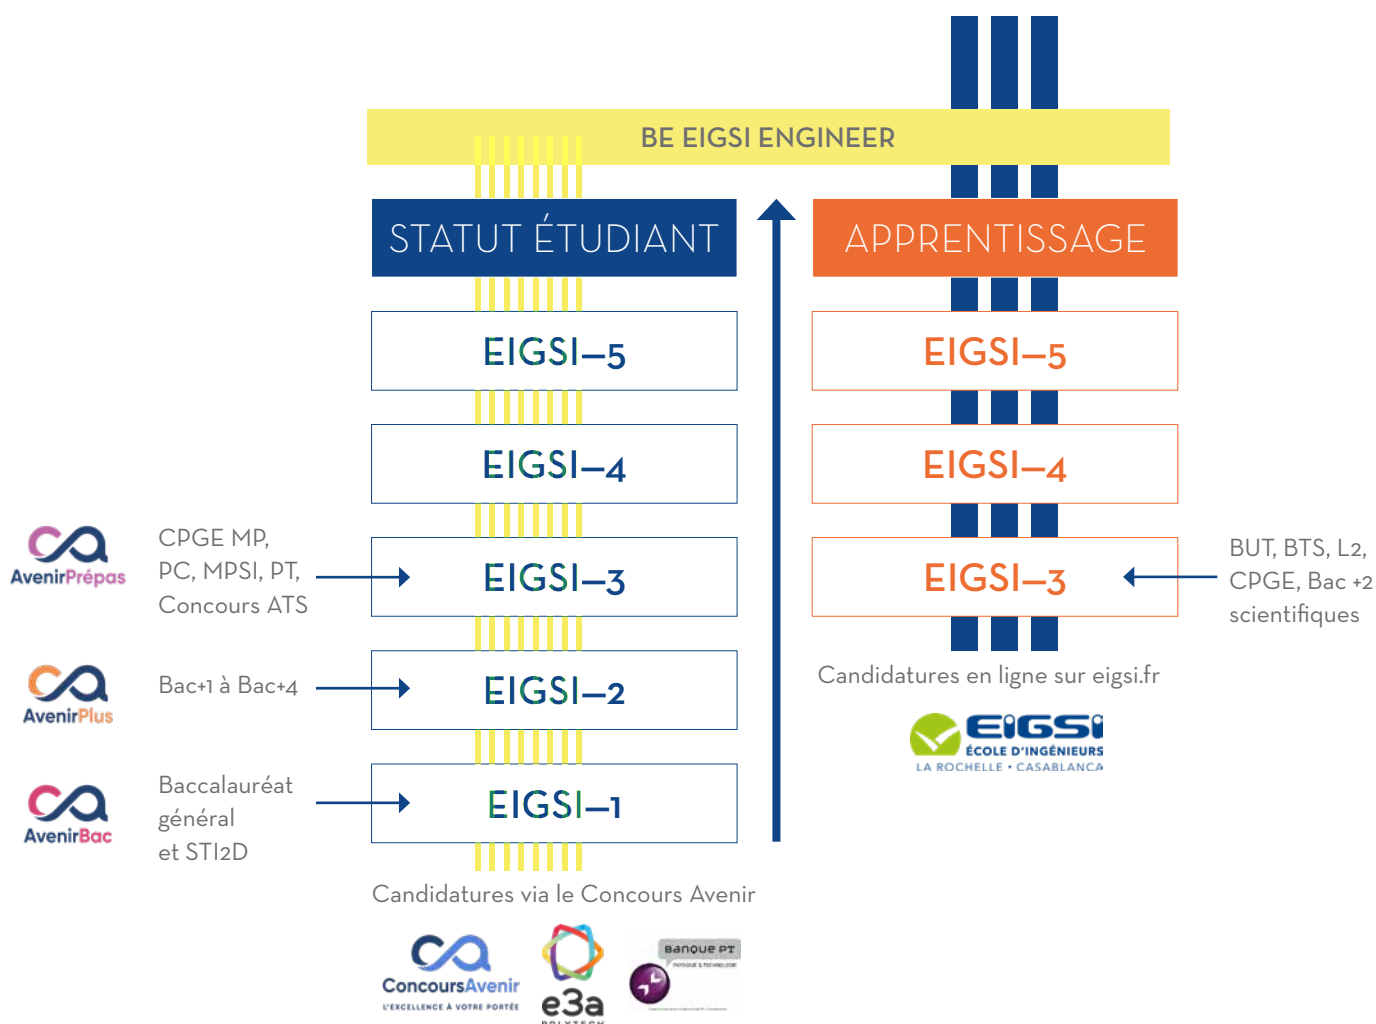 BE EIGSI ENGINEER
STATUT ÉTUDIANT
APPRENTISSAGE
EIGSI–5
EIGSI–5
EIGSI–4
EIGSI–4
AvenirPrépas
CPGE MP,
PC, MPSI, PT,
Concours ATS
EIGSI–3
EIGSI–3
BUT, BTS, L2,
CPGE, Bac +2
scientifiques
AvenirPlus
Bac+1 à Bac+4
EIGSI–2
Candidatures en ligne sur eigsi.fr
EIGSI
ÉCOLE D'INGÉNIEURS
LA ROCHELLE • CASABLANCA
AvenirBac
Baccalauréat
général
et STI2D
EIGSI–1
Candidatures via le Concours Avenir
ConcoursAvenir
L'EXCELLENCE À VOTRE PORTÉE
e3a
POLYTECH
BANQUE PT
PHYSIQUE & TECHNOLOGIE